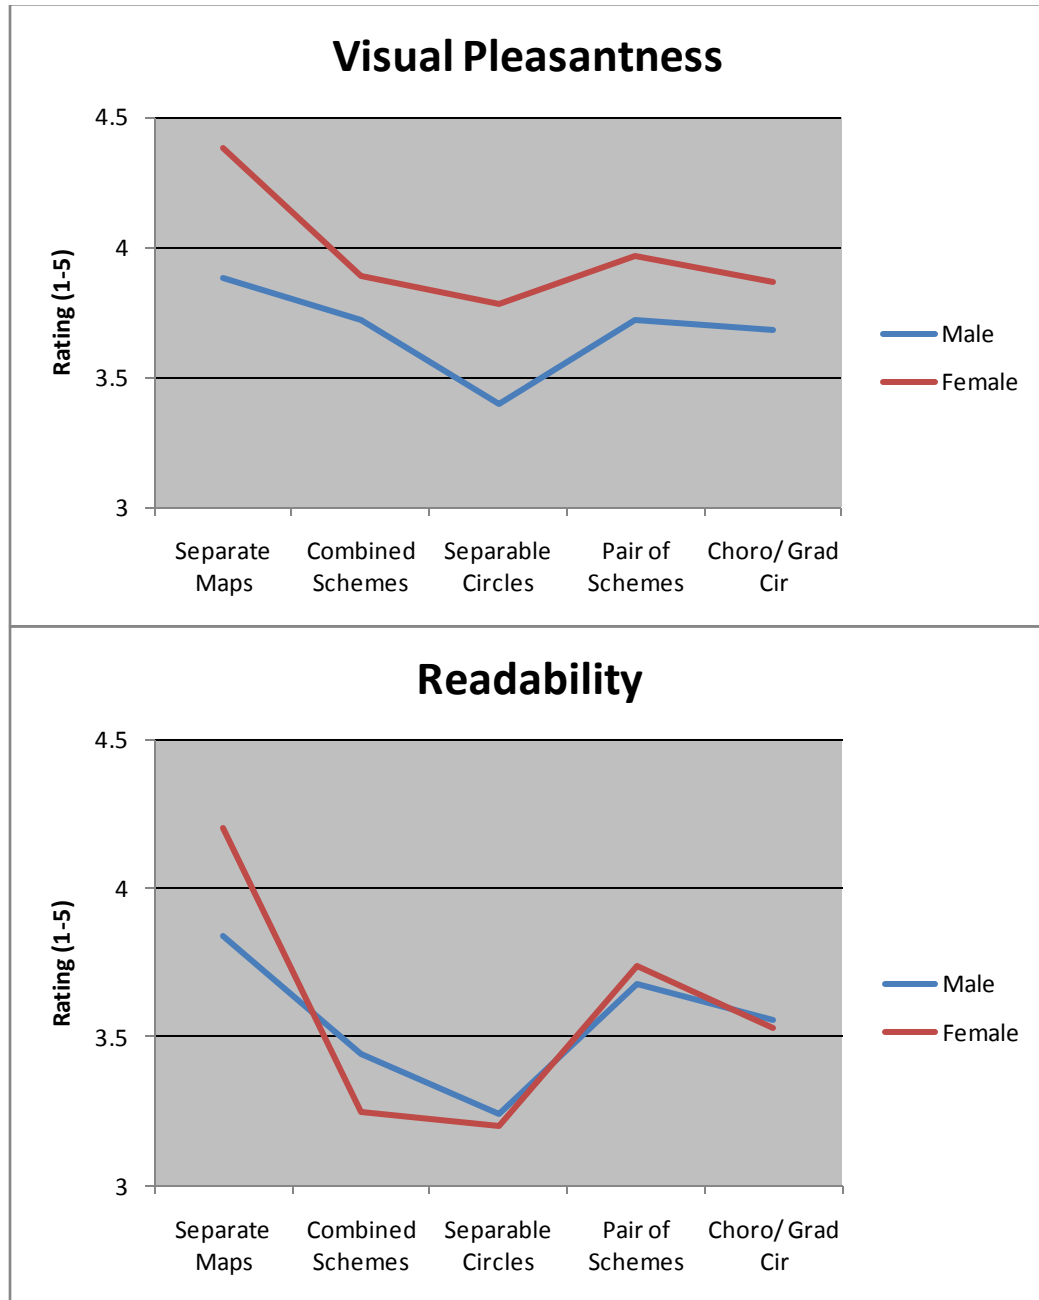 Visual Pleasantness
4.5
4
3.5
3
Rating (1-5)
Separate Maps
Combined Schemes
Separable Circles
Pair of Schemes
Choro/ Grad Cir
Male
Female
Readability
4.5
4
3.5
3
Rating (1-5)
Separate Maps
Combined Schemes
Separable Circles
Pair of Schemes
Choro/ Grad Cir
Male
Female